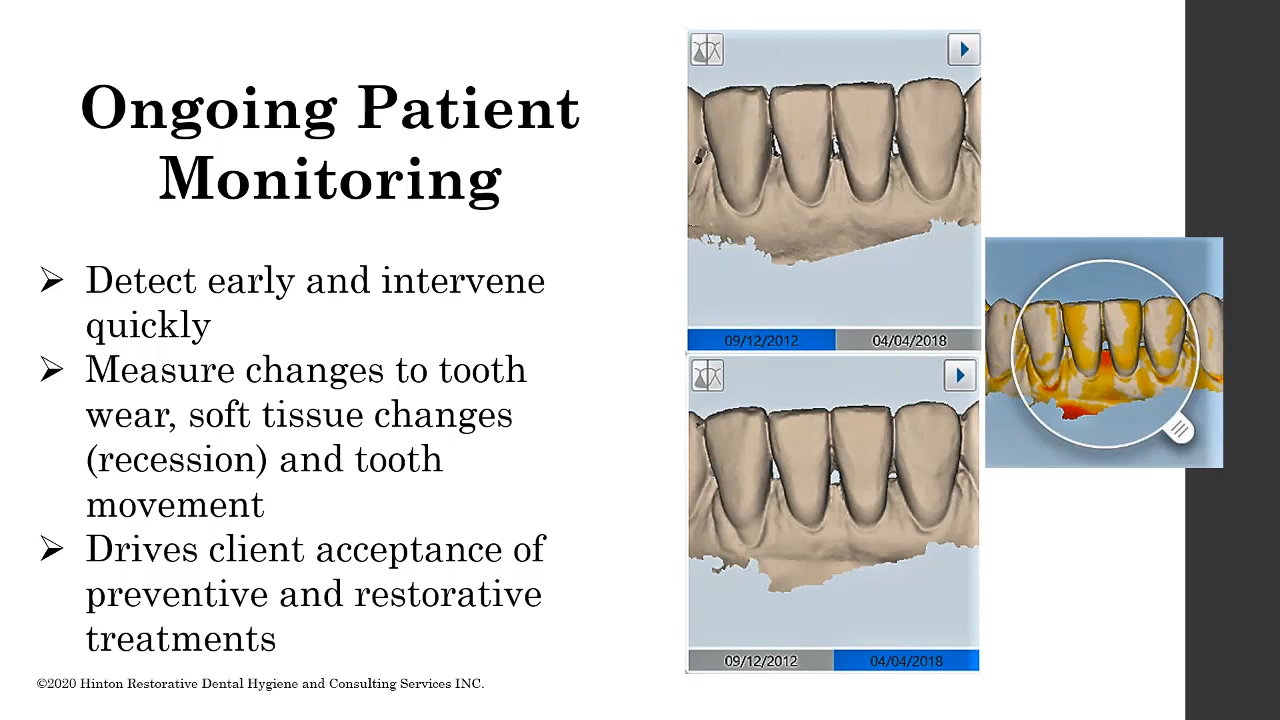 Ongoing Patient
Monitoring
Detect early and intervene
quickly
Measure changes to tooth
wear, soft tissue changes
(recession) and tooth
movement
Drives client acceptance of
preventive and restorative
treatments
©2020 Hinton Restorative Dental Hygiene and Consulting Services INC.
09/12/2012 04/04/2018
09/12/2012 04/04/2018